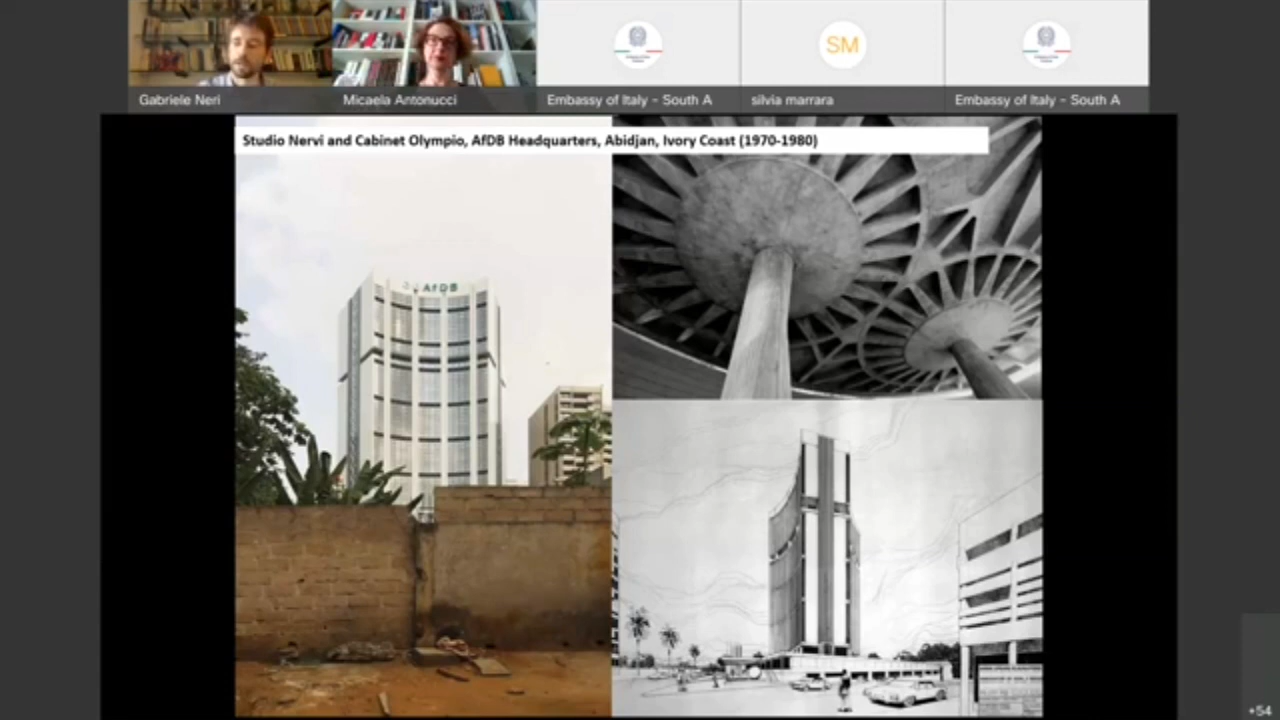 SM
Gabriele Neri
Micaela Antonucci
Embassy of Italy - South A
silvia marrara
Embassy of Italy - South A
Studio Nervi and Cabinet Olympio, AfDB Headquarters, Abidjan, Ivory Coast (1970-1980)
AfDB
+54